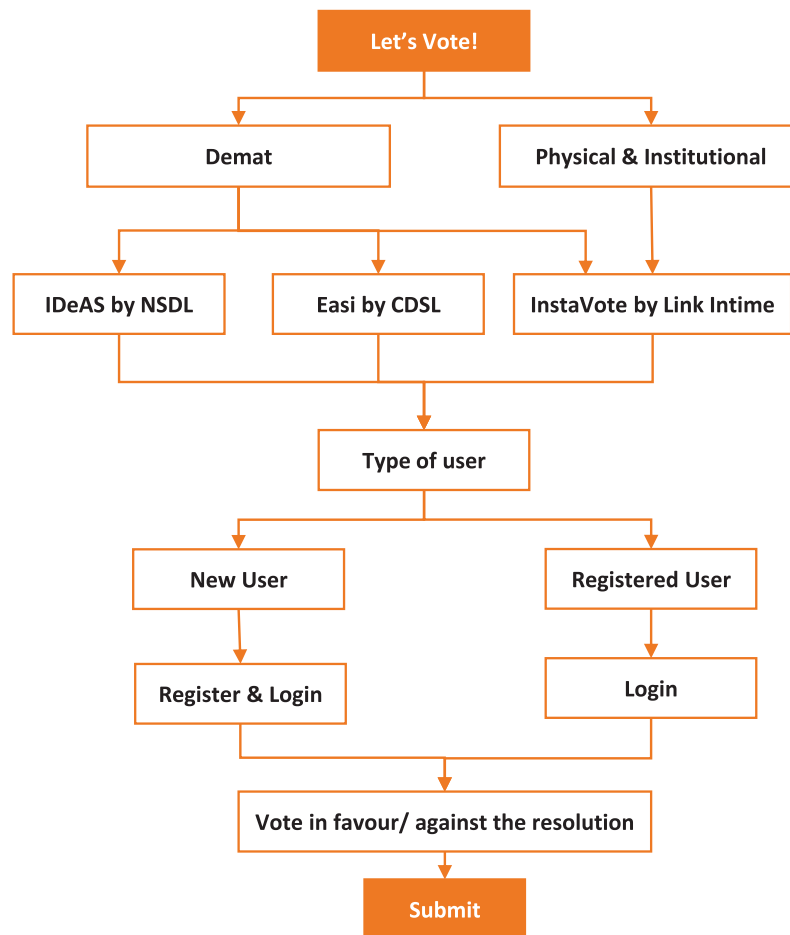 Let’s Vote!
Demat
Physical & Institutional
IDeAS by NSDL
Easi by CDSL
InstaVote by Link Intime
Type of user
New User
Registered User
Register & Login
Login
Vote in favour/ against the resolution
Submit